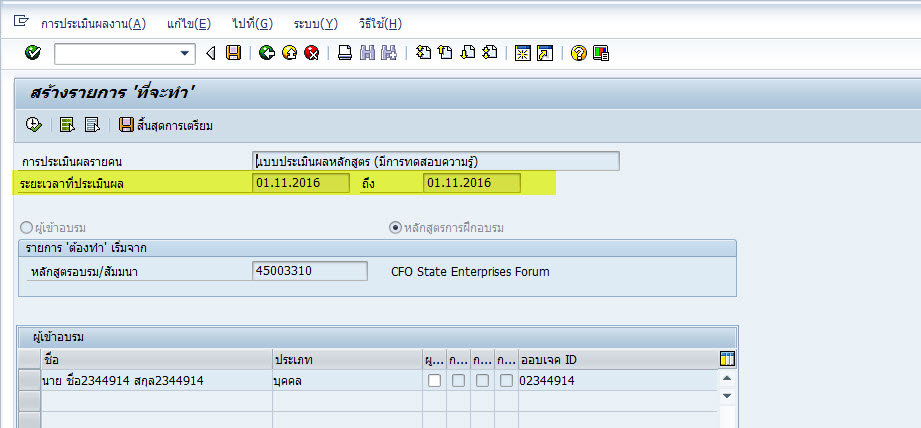 การประเมินผลงาน(A) แก้ไข(E) ไปที่(G) ระบบ(Y) วิธีใช้(H)
สร้างรายการ 'ที่จะทำ'
สิ้นสุดการเตรียม
การประเมินผลรายคน แบบประเมินผลหลักสูตร (มีการทดสอบความรู้)
ระยะเวลาที่ประเมินผล 01.11.2016 ถึง 01.11.2016
ผู้เข้าอบรม หลักสูตรการฝึกอบรม
รายการ 'ต้องทำ' เริ่มจาก
หลักสูตรอบรม/สัมมนา 45003310 CFO State Enterprises Forum
ผู้เข้าอบรม
ชื่อ ประเภท ผู... ก... ก... ก... ออบเจค ID
นาย ชื่อ2344914 สกุล2344914 บุคคล 02344914